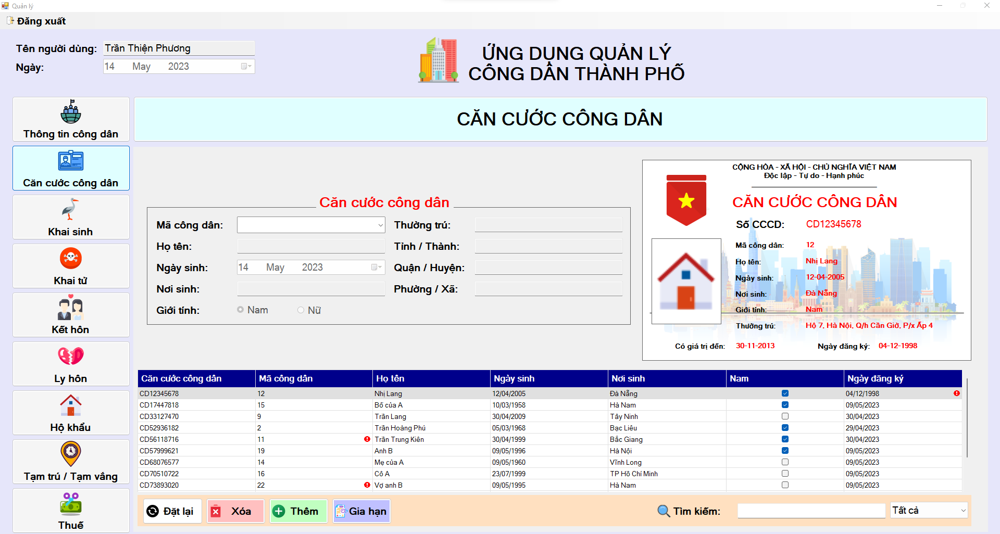 Quản lý
Đăng xuất
Tên người dùng: Trần Thiện Phương
Ngày: 14 May 2023
ỨNG DỤNG QUẢN LÝ
CÔNG DÂN THÀNH PHỐ
Thông tin công dân
Căn cước công dân
Khai sinh
Khai tử
Kết hôn
Ly hôn
Hộ khẩu
Tạm trú / Tạm vắng
Thuế
CĂN CƯỚC CÔNG DÂN
Căn cước công dân
Mã công dân: Thường trú:
Họ tên: Tỉnh / Thành:
Ngày sinh: 14 May 2023 Quận / Huyện:
Nơi sinh: Phường / Xã:
Giới tính: Nam Nữ
CỘNG HÒA - XÃ HỘI - CHỦ NGHĨA VIỆT NAM
Độc lập - Tự do - Hạnh phúc
CĂN CƯỚC CÔNG DÂN
Số CCCD: CD12345678
Mã công dân: 12
Họ tên: Nhị Lang
Ngày sinh: 12-04-2005
Nơi sinh: Đà Nẵng
Giới tính: Nam
Thường trú: Hộ 7, Hà Nội, Q/h Cần Giờ, P/x Ấp 4
Có giá trị đến: 30-11-2013 Ngày đăng ký: 04-12-1998
Căn cước công dân Mã công dân Họ tên Ngày sinh Nơi sinh Nam Ngày đăng ký
CD12345678 12 Nhị Lang 12/04/2005 Đà Nẵng 04/12/1998
CD17447818 15 Bố của A 10/03/1958 Hà Nam 09/05/2023
CD33127470 9 Trần Lang 30/04/2009 Tây Ninh 30/04/2023
CD52936182 2 Trần Hoàng Phú 05/03/1968 Bạc Liêu 29/04/2023
CD56118716 11 Trần Trung Kiên 30/04/1999 Bắc Giang 30/04/2023
CD57999621 19 Anh B 09/05/1996 Hà Nội 09/05/2023
CD68076577 14 Mẹ của A 09/05/1960 Vĩnh Long 09/05/2023
CD70510722 16 Cô A 23/07/1999 TP Hồ Chí Minh 09/05/2023
CD73893020 22 Vợ anh B 09/05/1995 Hà Nam 09/05/2023
Đặt lại Xóa Thêm Gia hạn Tìm kiếm: Tất cả